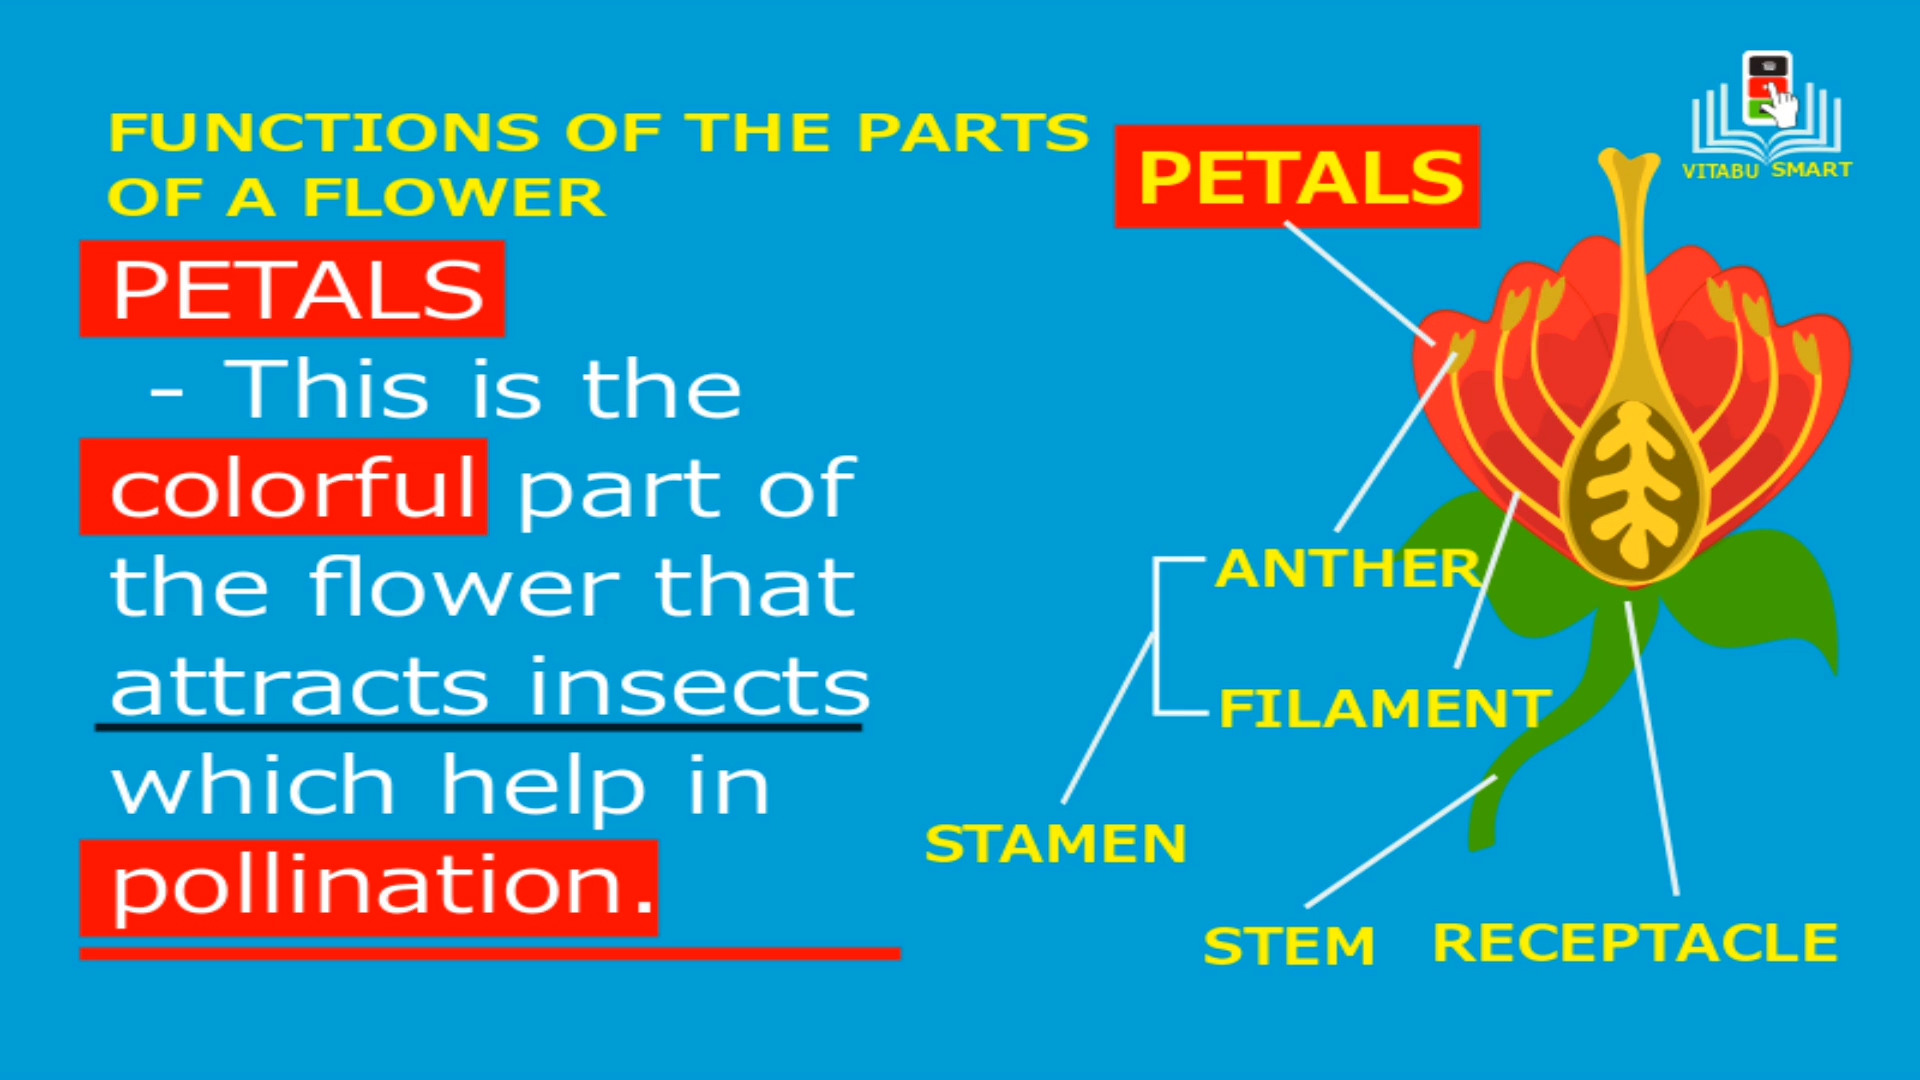 FUNCTIONS OF THE PARTS
OF A FLOWER
PETALS
- This is the
colorful part of
the flower that
attracts insects
which help in
pollination.
PETALS
VITABU SMART
ANTHER
FILAMENT
STAMEN
STEM
RECEPTACLE